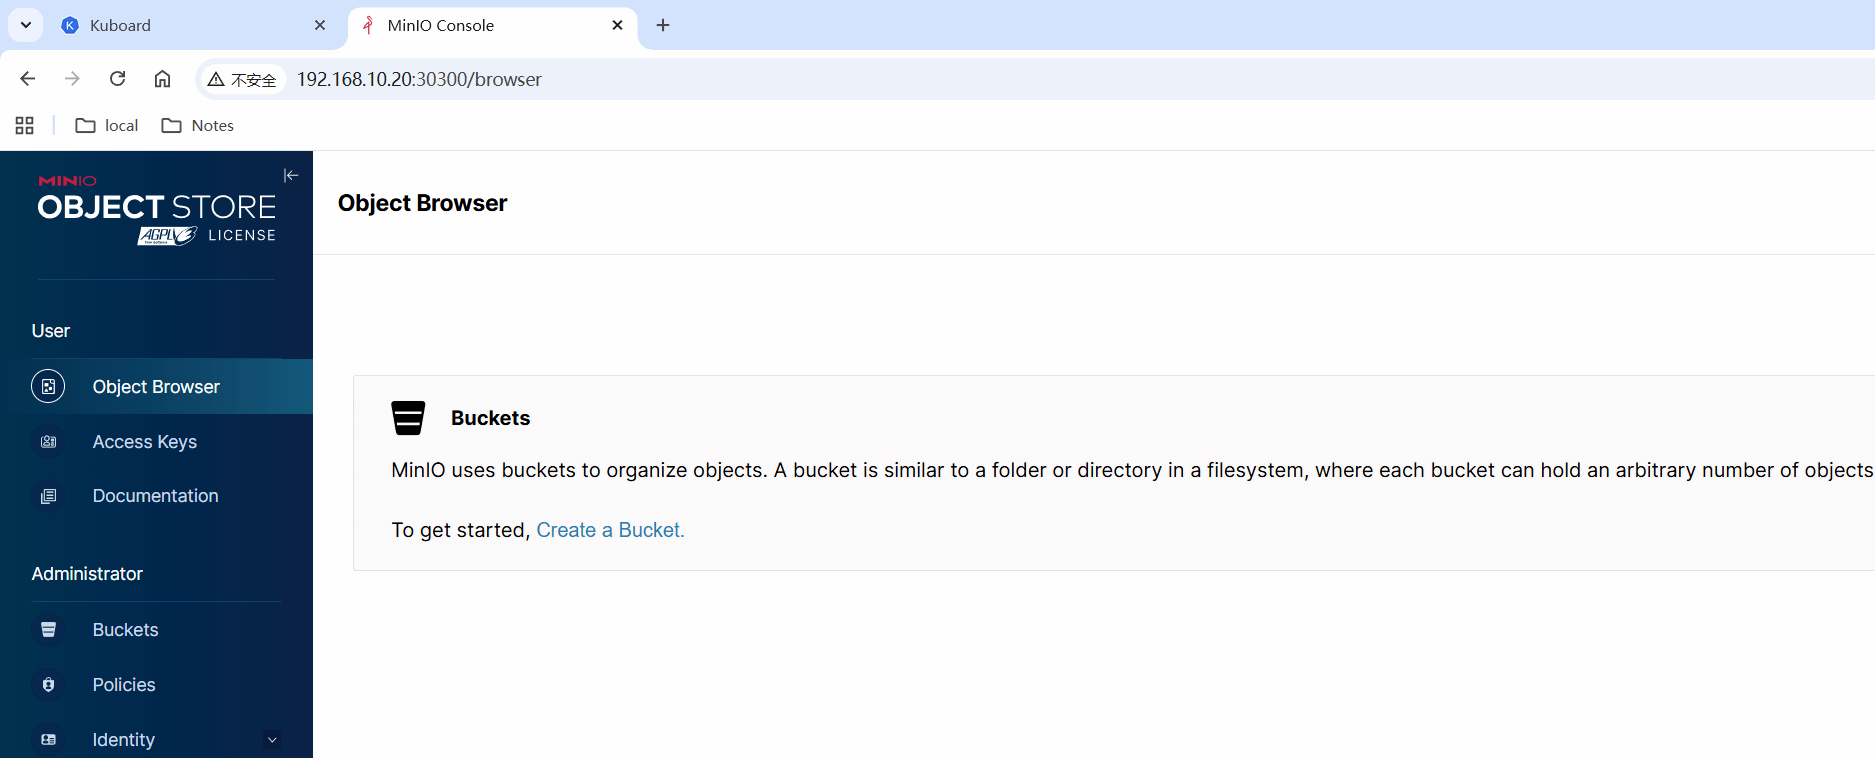 Kuboard
MinIO Console
不安全 192.168.10.20:30300/browser
local Notes
MINIO
OBJECT STORE
AGPL LICENSE
Object Browser
User
Object Browser
Access Keys
Documentation
Administrator
Buckets
Policies
Identity
Buckets
MinIO uses buckets to organize objects. A bucket is similar to a folder or directory in a filesystem, where each bucket can hold an arbitrary number of objects
To get started, Create a Bucket.